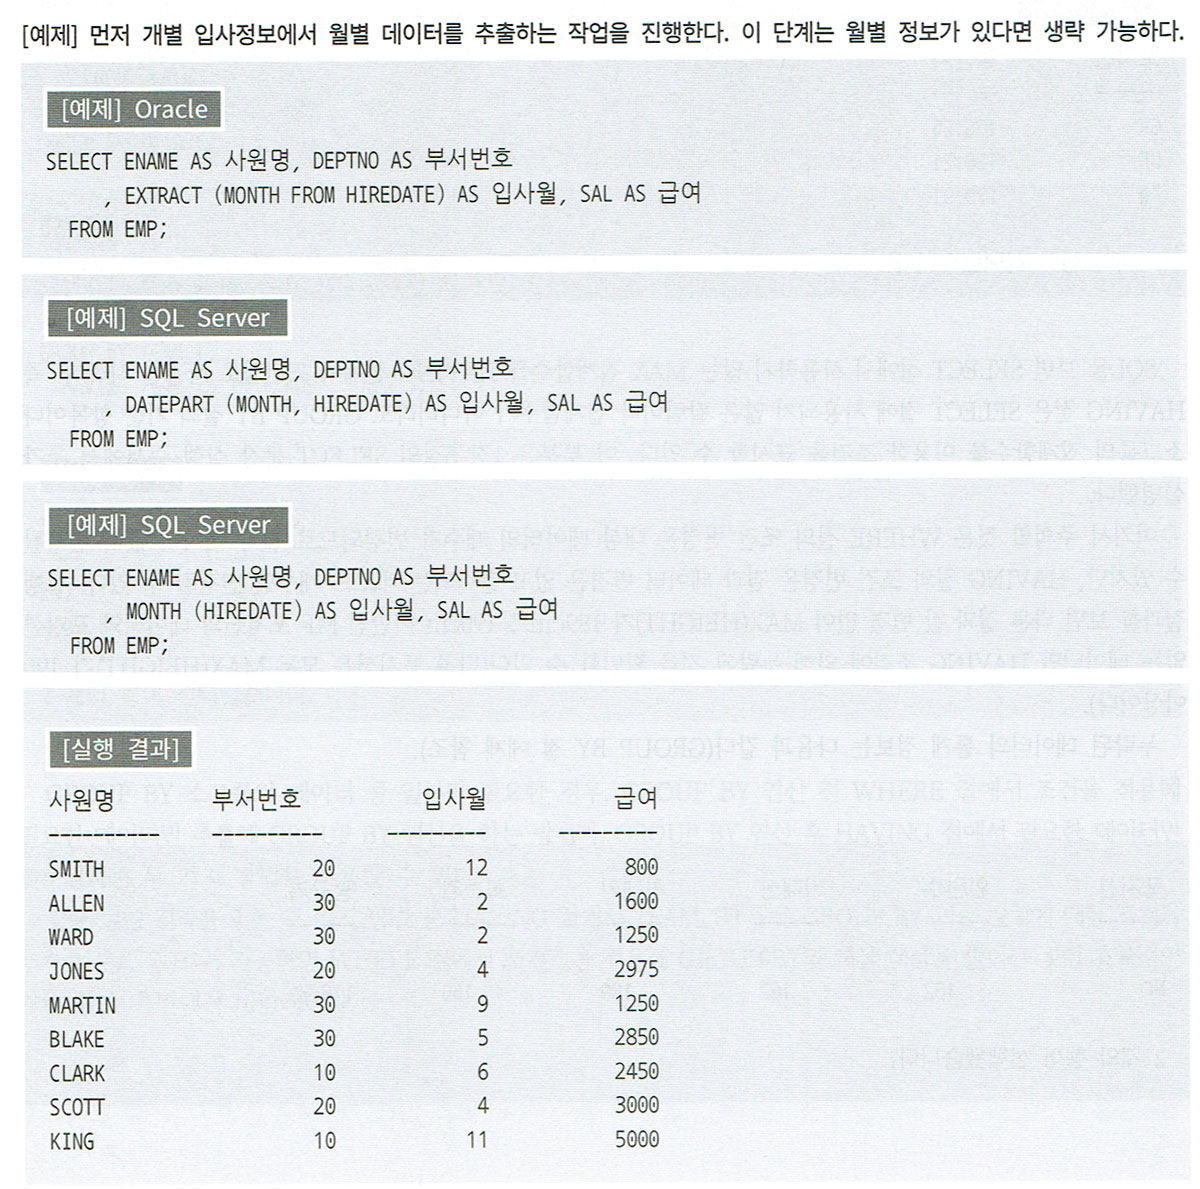 [예제] 먼저 개별 입사정보에서 월별 데이터를 추출하는 작업을 진행한다. 이 단계는 월별 정보가 있다면 생략 가능하다.
[예제] Oracle
SELECT ENAME AS 사원명, DEPTNO AS 부서번호
, EXTRACT (MONTH FROM HIREDATE) AS 입사월, SAL AS 급여
FROM EMP;
[예제] SQL Server
SELECT ENAME AS 사원명, DEPTNO AS 부서번호
, DATEPART (MONTH, HIREDATE) AS 입사월, SAL AS 급여
FROM EMP;
[예제] SQL Server
SELECT ENAME AS 사원명, DEPTNO AS 부서번호
, MONTH (HIREDATE) AS 입사월, SAL AS 급여
FROM EMP;
[실행 결과]
사원명 부서번호 입사월 급여
SMITH 20 12 800
ALLEN 30 2 1600
WARD 30 2 1250
JONES 20 4 2975
MARTIN 30 9 1250
BLAKE 30 5 2850
CLARK 10 6 2450
SCOTT 20 4 3000
KING 10 11 5000